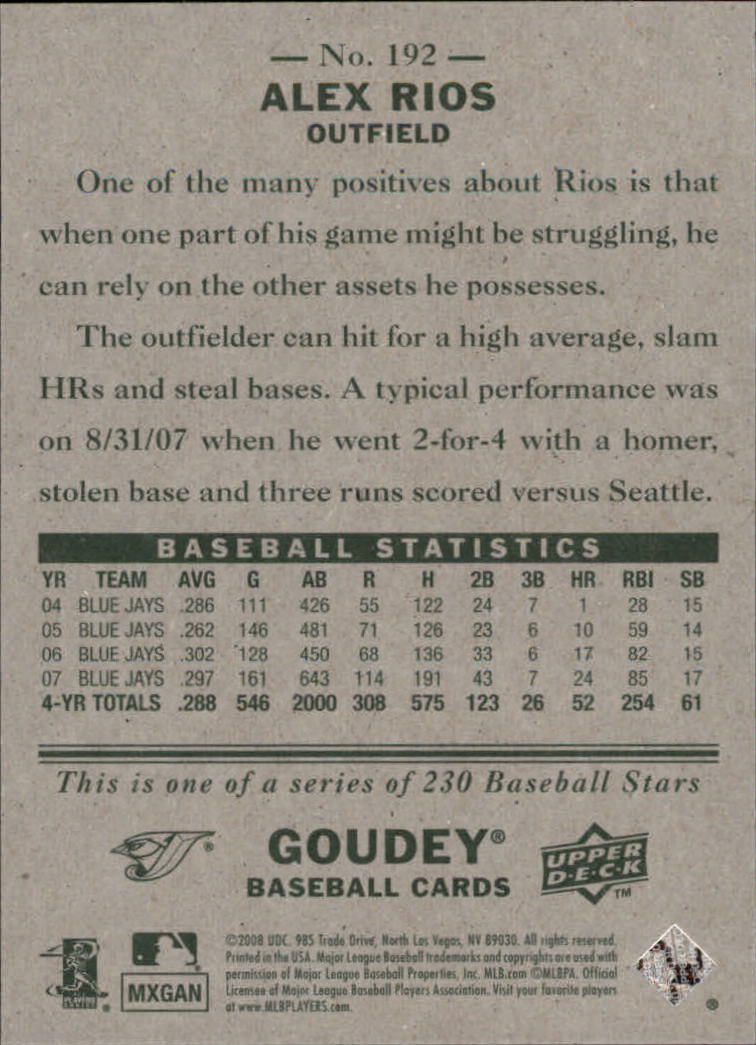 — No. 192 —
ALEX RIOS
OUTFIELD
One of the many positives about Rios is that
when one part of his game might be struggling, he
can rely on the other assets he possesses.
The outfielder can hit for a high average, slam
HRs and steal bases. A typical performance was
on 8/31/07 when he went 2-for-4 with a homer,
stolen base and three runs scored versus Seattle.
BASEBALL STATISTICS
YR TEAM AVG G AB R H 2B 3B HR RBI SB
04 BLUE JAYS .286 111 426 55 122 24 7 1 28 15
05 BLUE JAYS .262 146 481 71 126 23 6 10 59 14
06 BLUE JAYS .302 128 450 68 136 33 6 17 82 15
07 BLUE JAYS .297 161 643 114 191 43 7 24 85 17
4-YR TOTALS .288 546 2000 308 575 123 26 52 254 61
This is one of a series of 230 Baseball Stars
GOUDEY®
BASEBALL CARDS
UPPER
D·E·C·K
TM
MXGAN
©2008 UDC. 985 Trade Drive, North Las Vegas, NV 89030. All rights reserved.
Printed in the USA. Major League Baseball trademarks and copyrights are used with
permission of Major League Baseball Properties, Inc. MLB.com ©MLBPA. Official
Licensee of Major League Baseball Players Association. Visit your favorite players
at www.MLBPLAYERS.com.